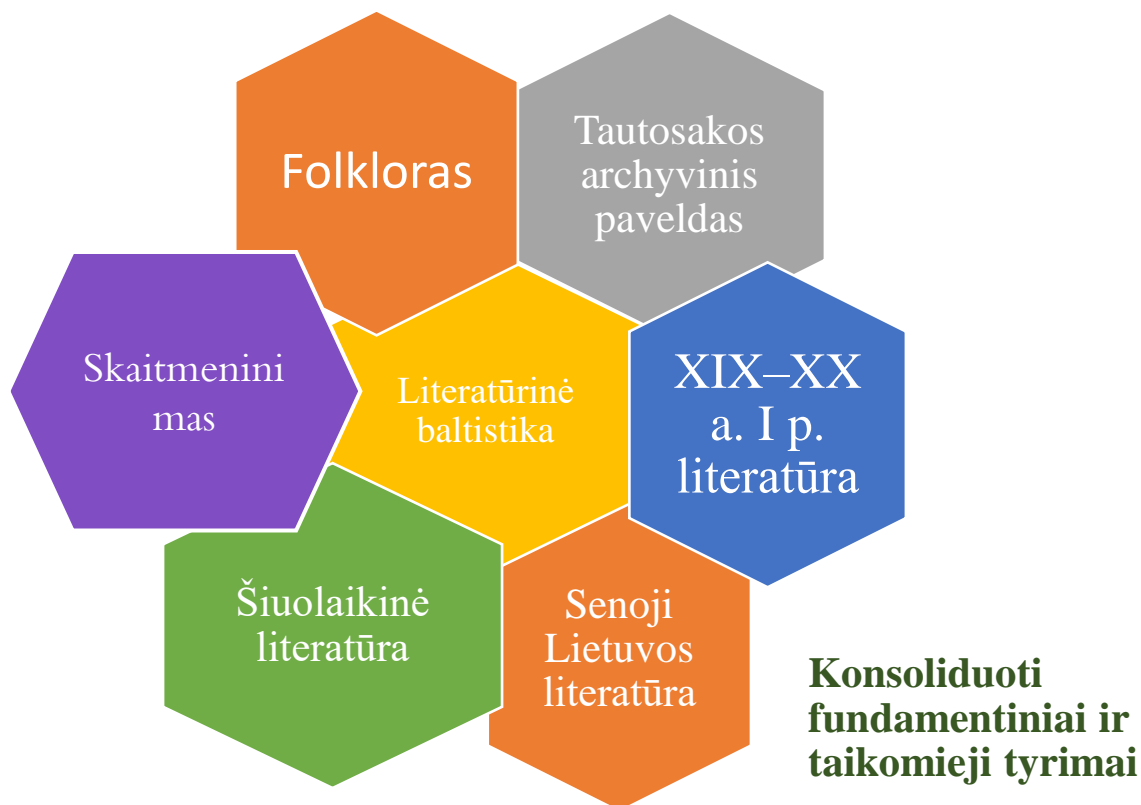 Folkloras
Tautosakos
archyvinis
paveldas
Skaitmenini
mas
Literatūrinė
baltistika
XIX–XX
a. I p.
literatūra
Šiuolaikinė
literatūra
Senoji
Lietuvos
literatūra
Konsoliduoti
fundamentiniai ir
taikomieji tyrimai